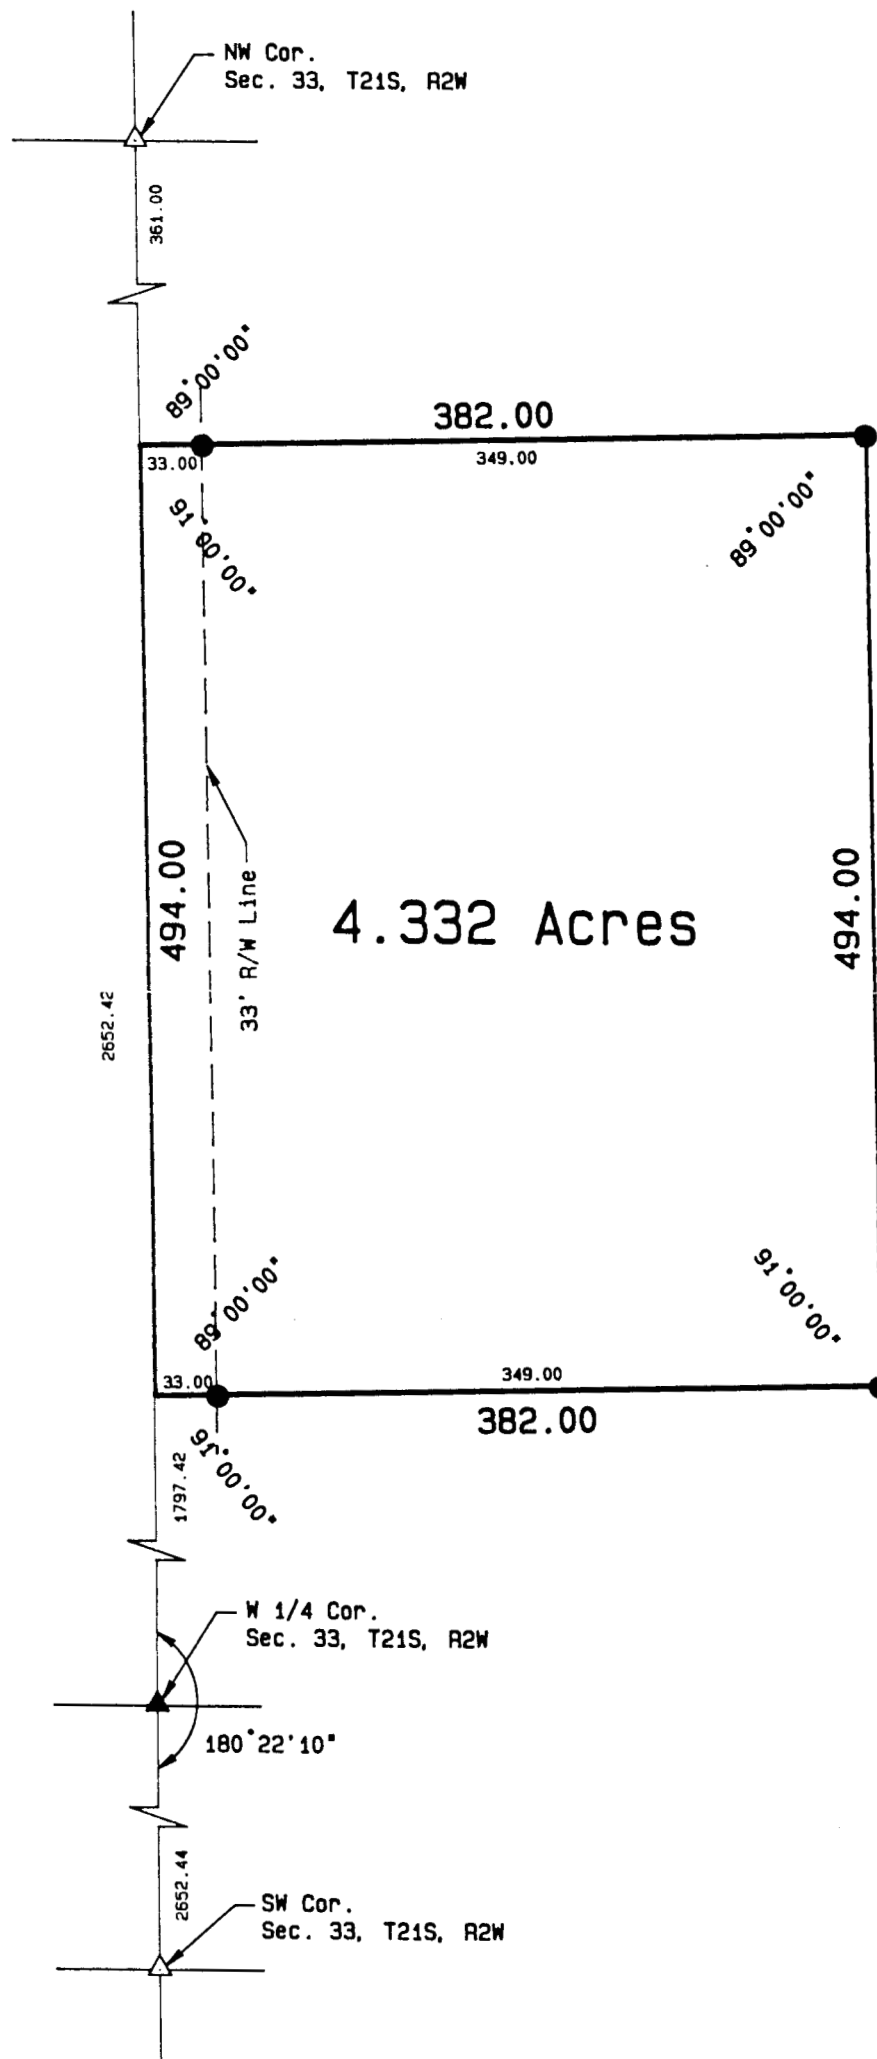 NW Cor.
Sec. 33, T21S, R2W
361.00
89°00'00"
382.00
33.00
349.00
91°00'00"
89°00'00"
494.00
33' R/W Line
4.332 Acres
494.00
2652.42
89°00'00"
91°00'00"
33.00
349.00
382.00
1797.42
91°00'00"
W 1/4 Cor.
Sec. 33, T21S, R2W
180°22'10"
2652.44
SW Cor.
Sec. 33, T21S, R2W